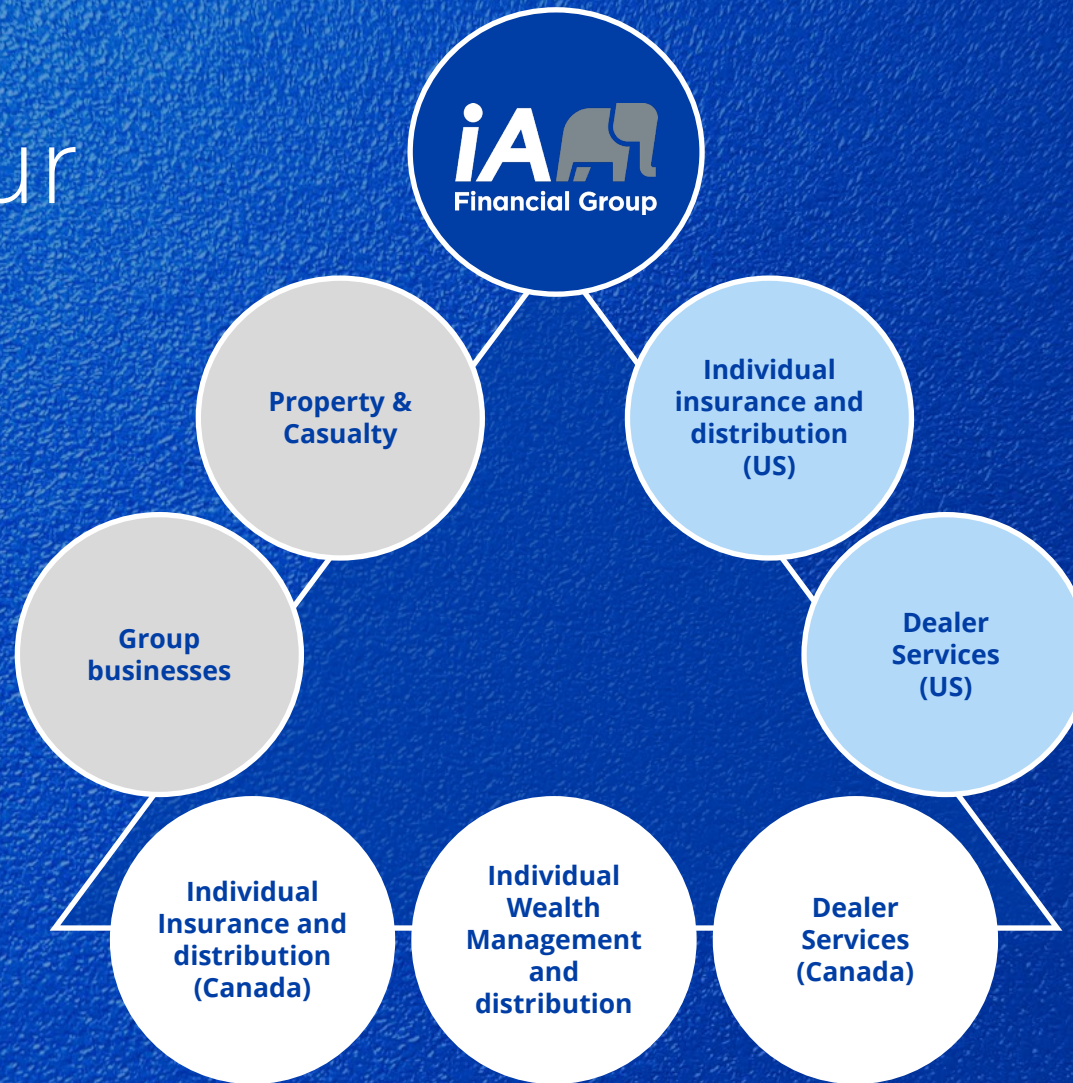 ur
iA
Financial Group
Property &
Casualty
Individual
insurance and
distribution
(US)
Group
businesses
Dealer
Services
(US)
Individual
Insurance and
distribution
(Canada)
Individual
Wealth
Management
and
distribution
Dealer
Services
(Canada)